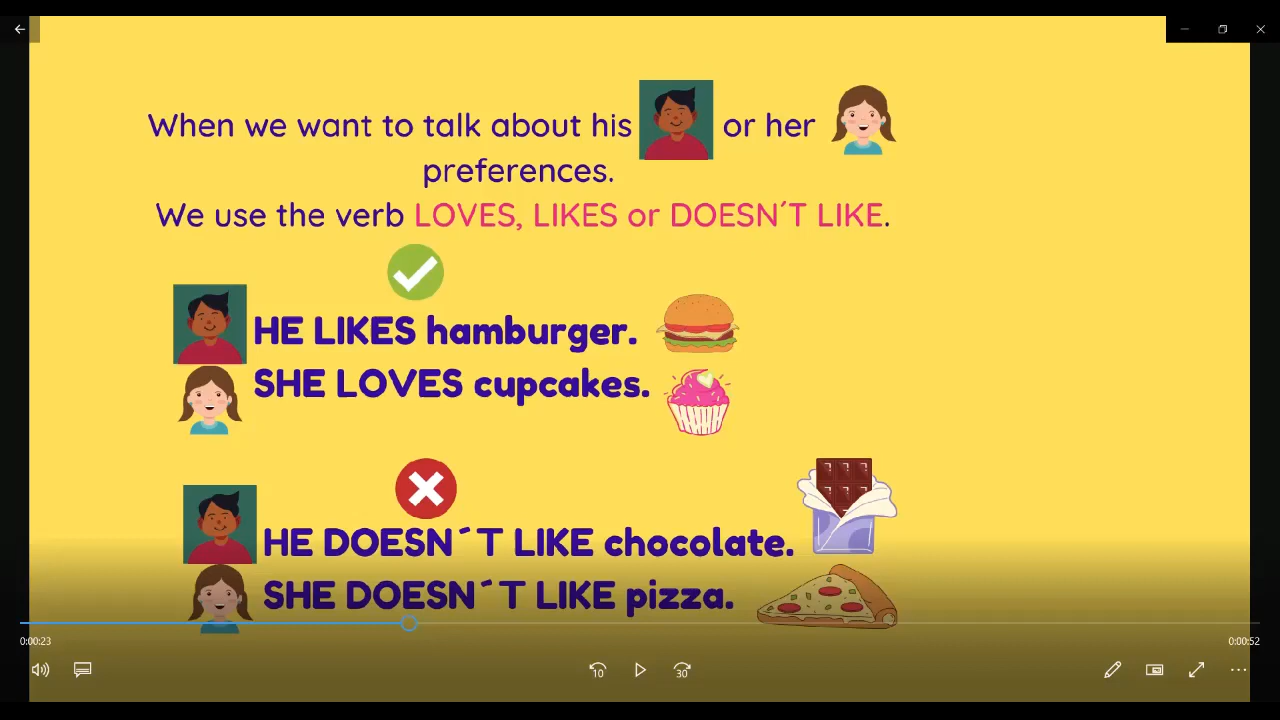 When we want to talk about his or her
preferences.
We use the verb LOVES, LIKES or DOESN´T LIKE.
HE LIKES hamburger.
SHE LOVES cupcakes.
HE DOESN´T LIKE chocolate.
SHE DOESN´T LIKE pizza.
0:00:23
0:00:52
10
30